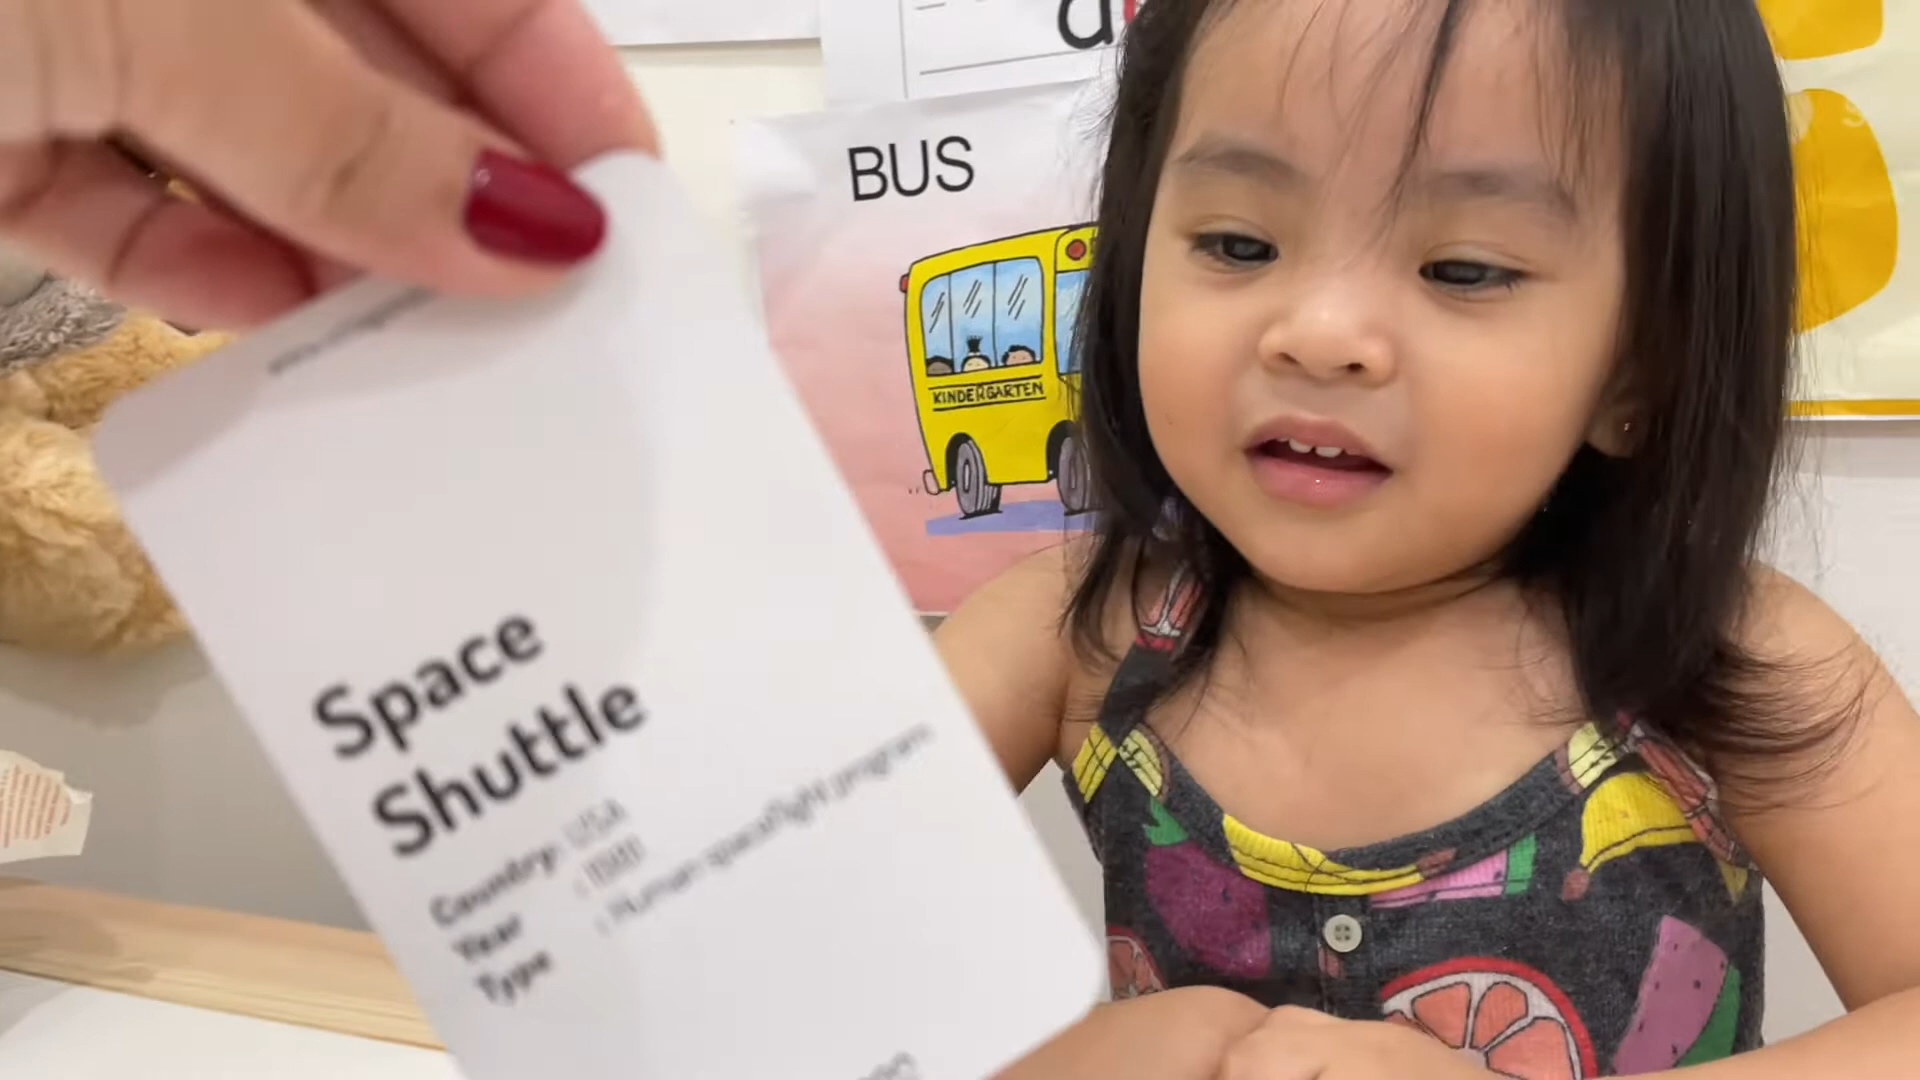 d
BUS
KINDERGARTEN
Space
Shuttle
Country: USA
Year : 1981
Type : Human spaceflight program